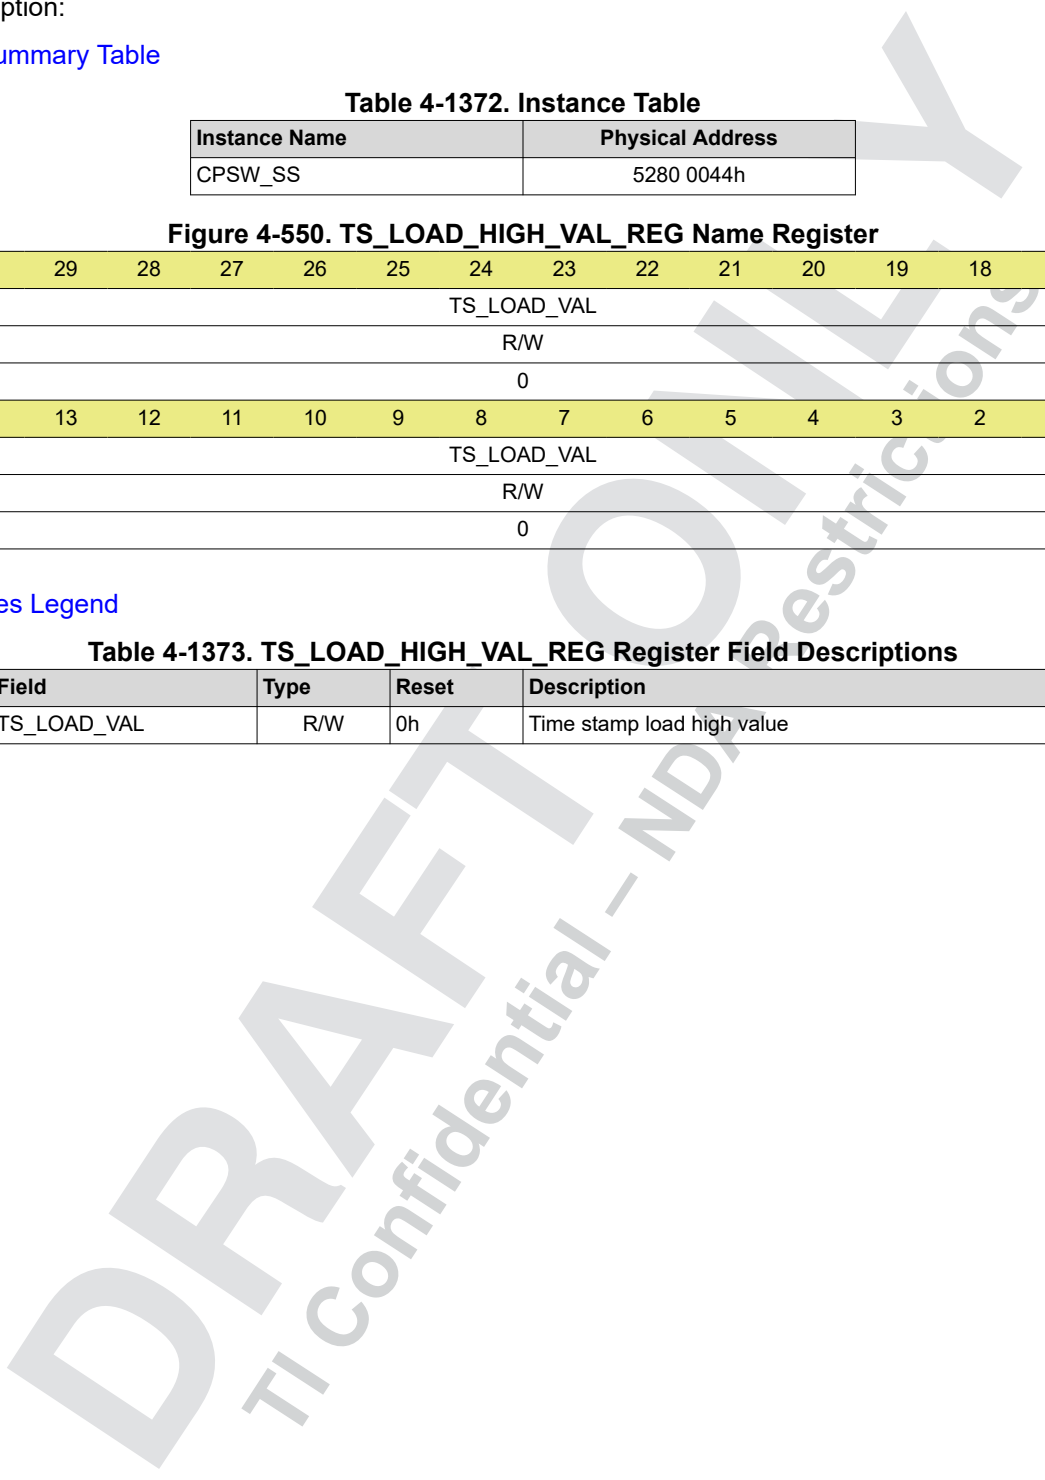 ption:
ummary Table
Table 4-1372. Instance Table
Instance Name Physical Address
CPSW_SS 5280 0044h
Figure 4-550. TS_LOAD_HIGH_VAL_REG Name Register
29 28 27 26 25 24 23 22 21 20 19 18
TS_LOAD_VAL
R/W
0
13 12 11 10 9 8 7 6 5 4 3 2
TS_LOAD_VAL
R/W
0
es Legend
Table 4-1373. TS_LOAD_HIGH_VAL_REG Register Field Descriptions
Field Type Reset Description
TS_LOAD_VAL R/W 0h Time stamp load high value
DRAFT ONLY
TI Confidential – NDA Restrictions